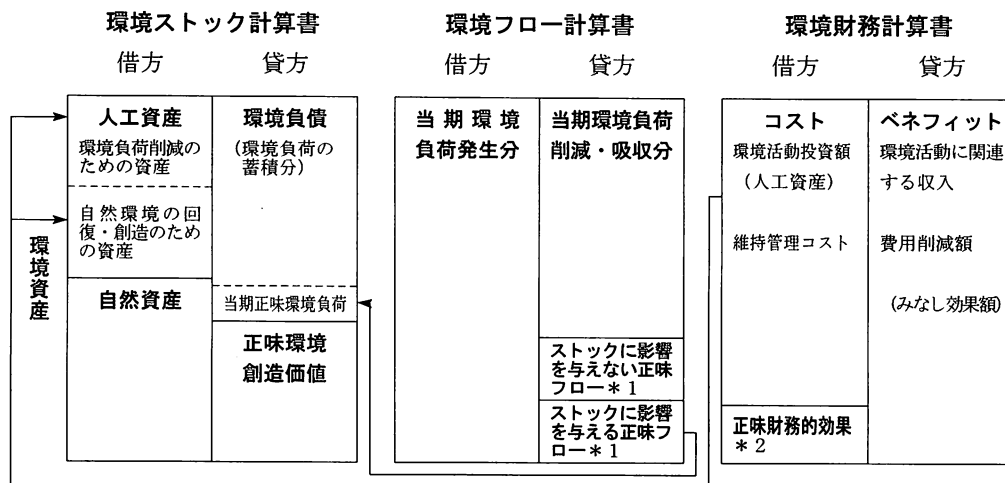 環境ストック計算書
借方 貸方
人工資産
環境負荷削減の
ための資産
自然環境の回
復・創造のため
の資産
環境資産
自然資産
環境負債
(環境負荷の
蓄積分)
当期正味環境負荷
正味環境
創造価値
環境フロー計算書
借方 貸方
当期環境
負荷発生分
当期環境負荷
削減・吸収分
ストックに影響
を与えない正味
フロー*1
ストックに影響
を与える正味フ
ロー*1
環境財務計算書
借方 貸方
コスト
環境活動投資額
(人工資産)
維持管理コスト
正味財務的効果
*2
ベネフィット
環境活動に関連
する収入
費用削減額
(みなし効果額)